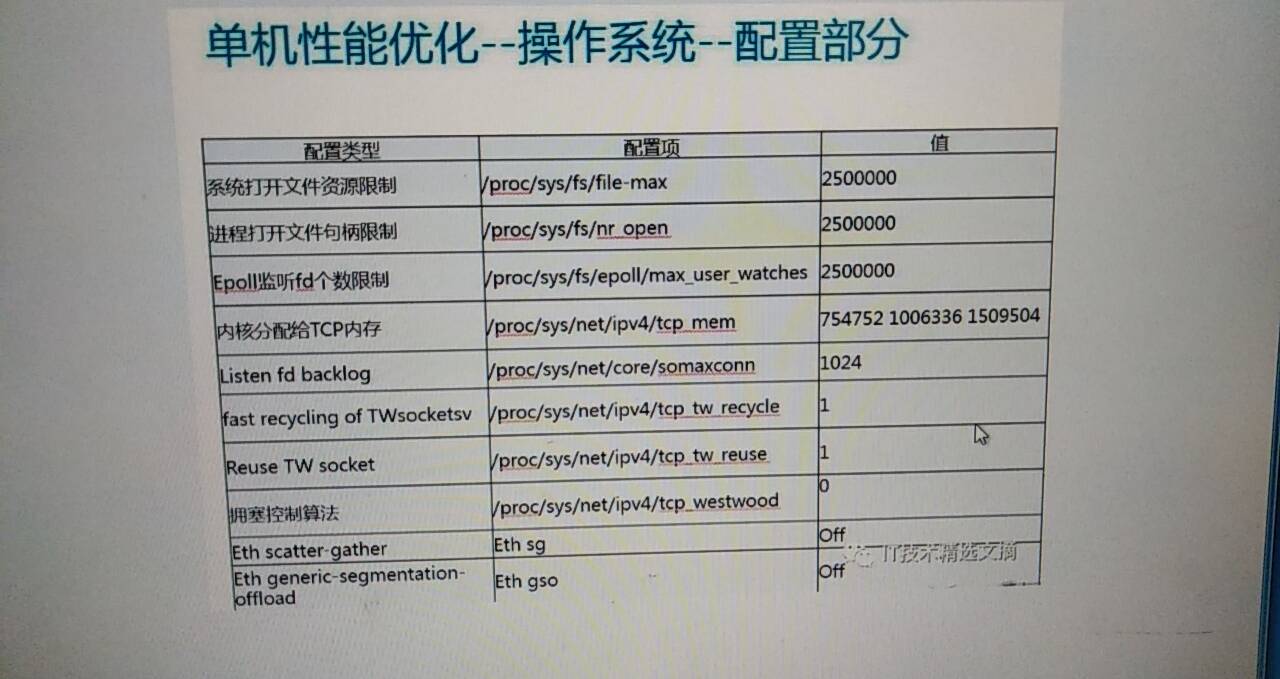 单机性能优化--操作系统--配置部分
配置类型 配置项 值
系统打开文件资源限制 /proc/sys/fs/file-max 2500000
进程打开文件句柄限制 /proc/sys/fs/nr_open 2500000
Epoll监听fd个数限制 /proc/sys/fs/epoll/max_user_watches 2500000
内核分配给TCP内存 /proc/sys/net/ipv4/tcp_mem 754752 1006336 1509504
Listen fd backlog /proc/sys/net/core/somaxconn 1024
fast recycling of TWsocketsv /proc/sys/net/ipv4/tcp_tw_recycle 1
Reuse TW socket /proc/sys/net/ipv4/tcp_tw_reuse 1
拥塞控制算法 /proc/sys/net/ipv4/tcp_westwood 0
Eth scatter-gather Eth sg Off
IT技术精选文摘
Eth generic-segmentation-
offload Eth gso Off